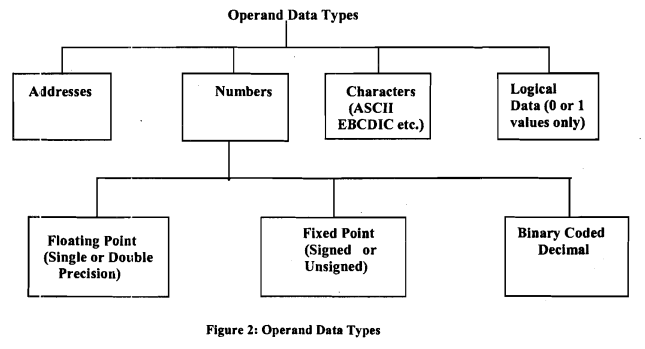 Operand Data Types
Addresses
Numbers
Characters
(ASCII
EBCDIC etc.)
Logical
Data (0 or 1
values only)
Floating Point
(Single or Double
Precision)
Fixed Point
(Signed or
Unsigned)
Binary Coded
Decimal
Figure 2: Operand Data Types